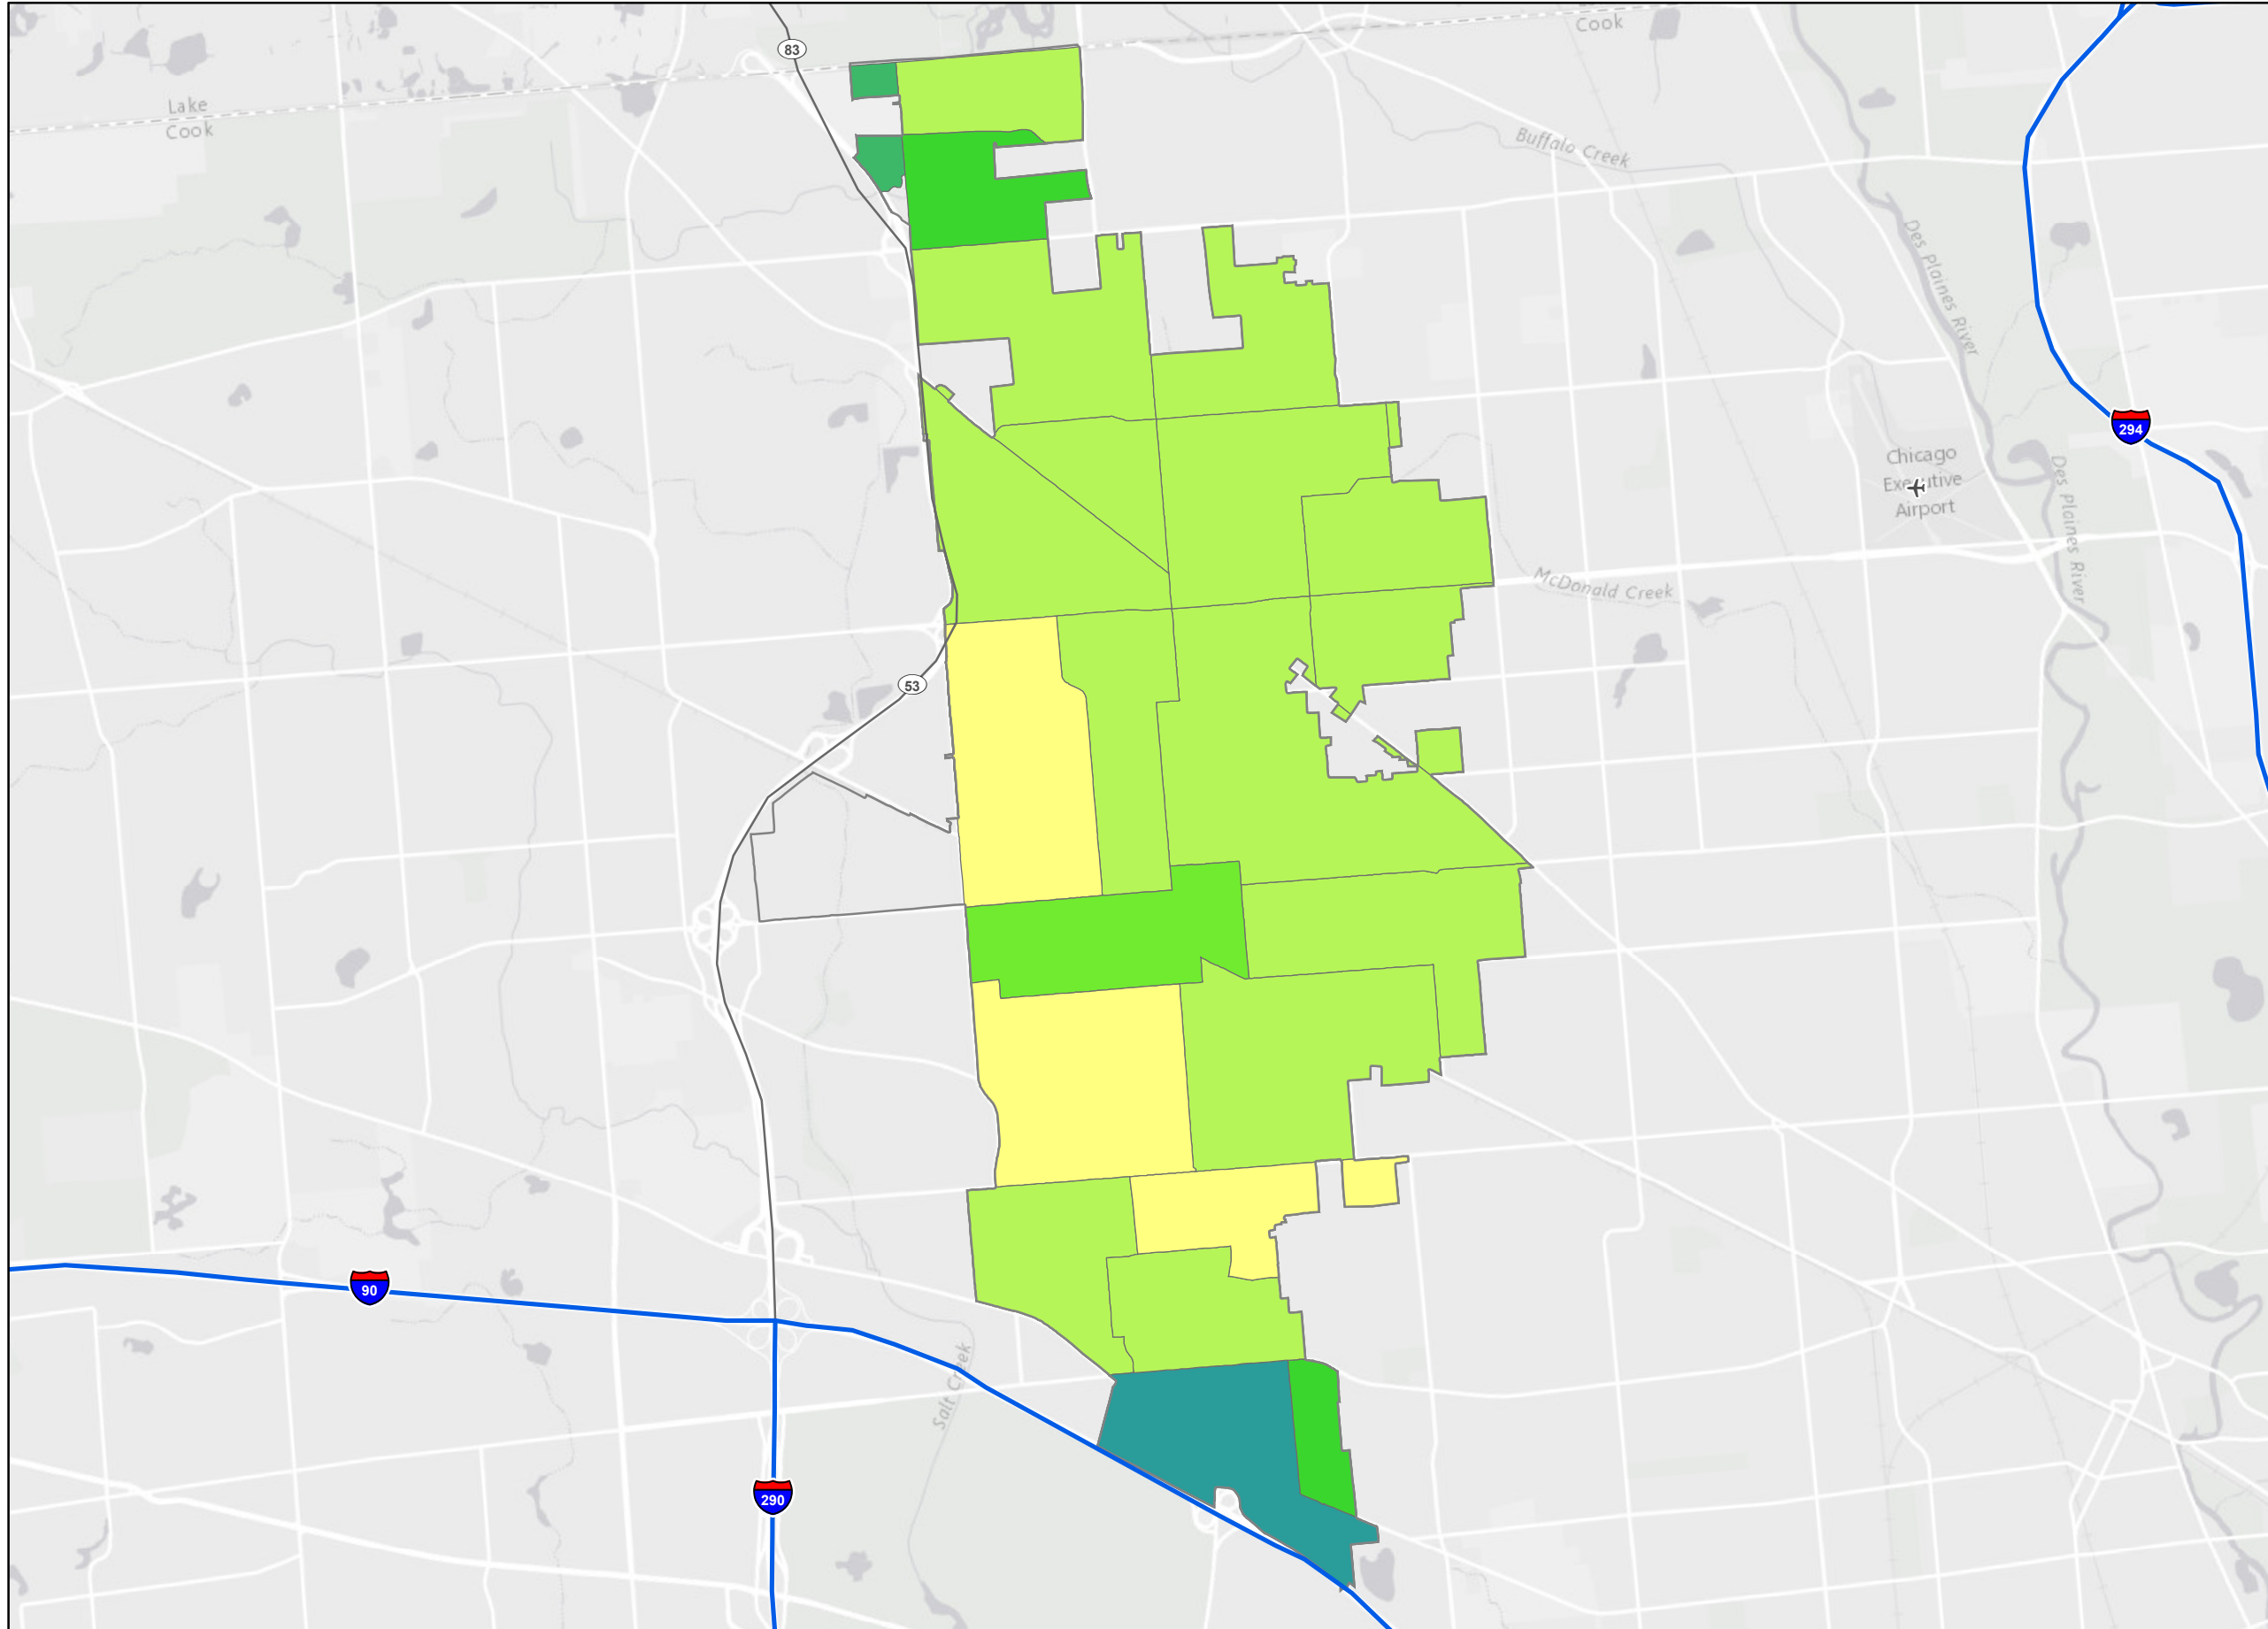 Cook
83
Lake
Cook
Buffalo Creek
Des Plaines River
294
Chicago
Executive
Airport
Des Plaines River
McDonald Creek
53
90
Salt Creek
290